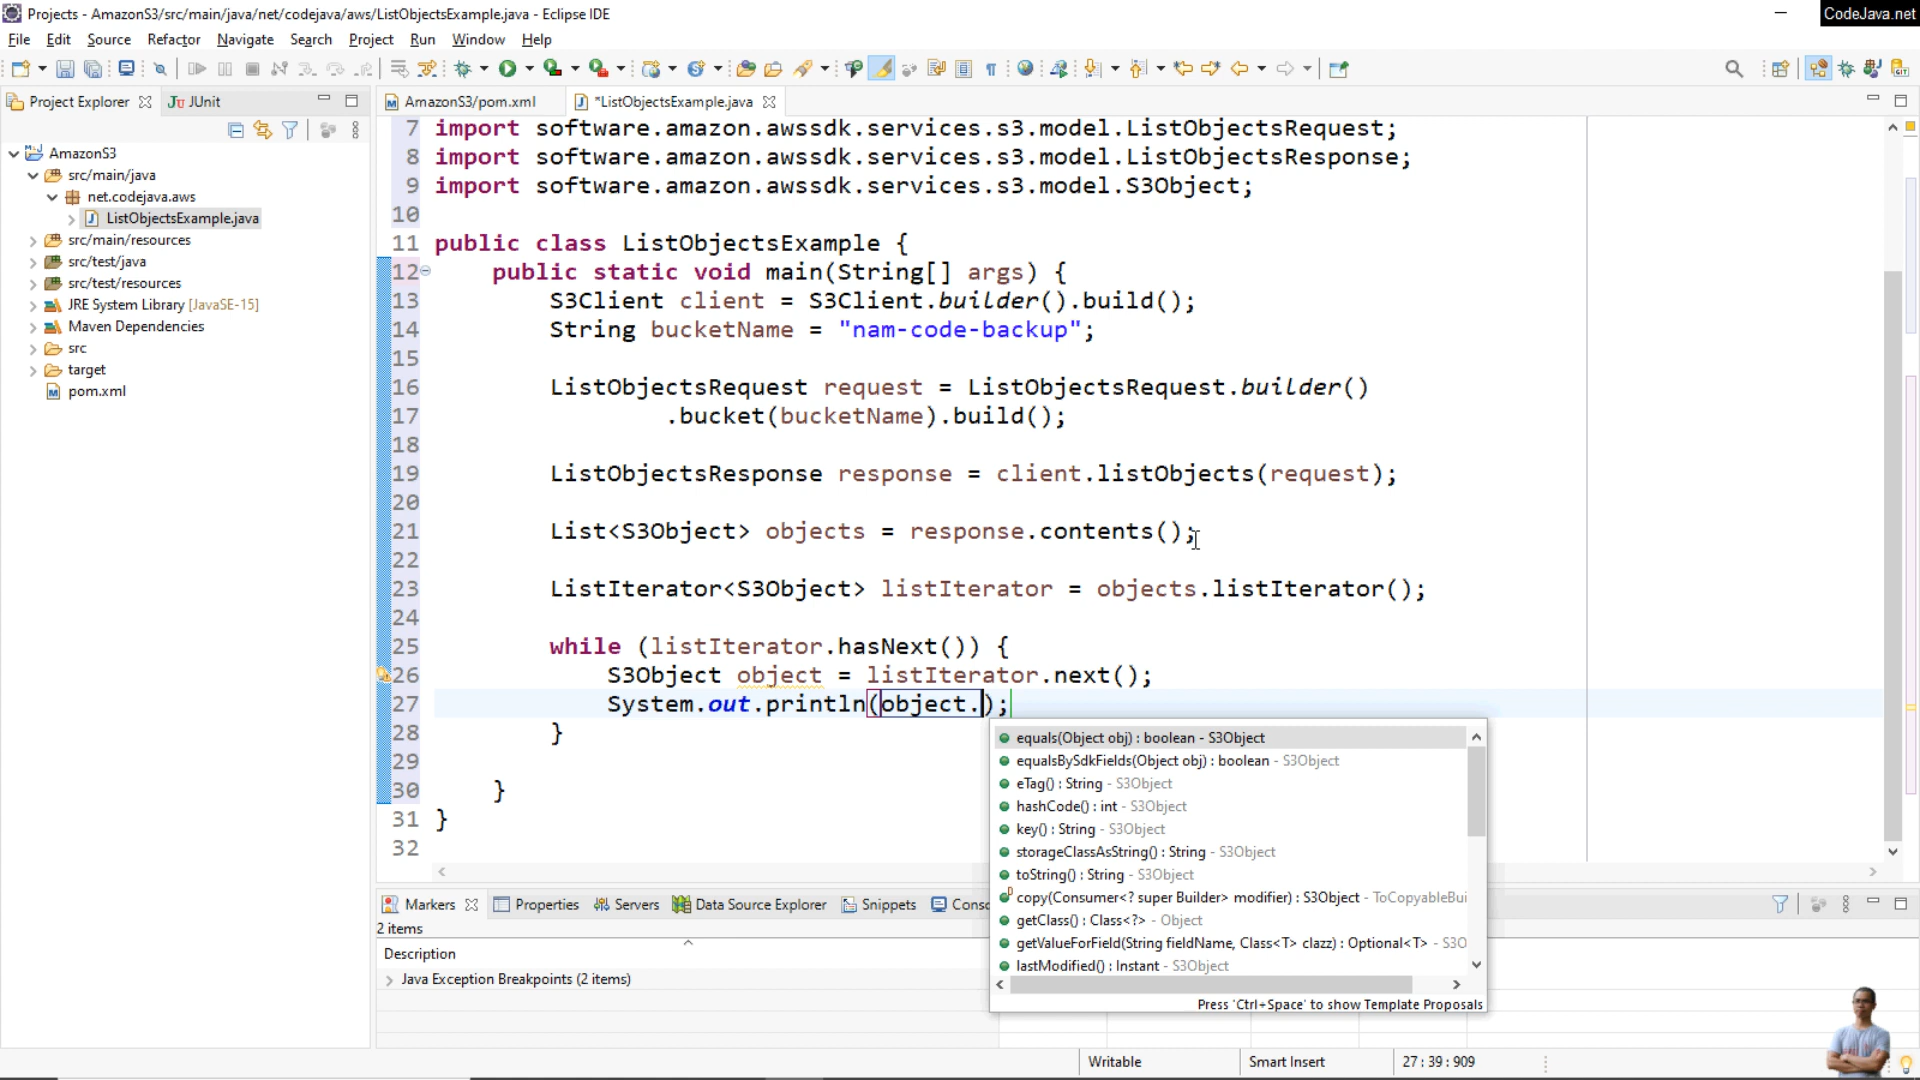 Projects - AmazonS3/src/main/java/net/codejava/aws/ListObjectsExample.java - Eclipse IDE
CodeJava.net
File Edit Source Refactor Navigate Search Project Run Window Help
Project Explorer
JUnit
AmazonS3/pom.xml
*ListObjectsExample.java
AmazonS3
src/main/java
net.codejava.aws
ListObjectsExample.java
src/main/resources
src/test/java
src/test/resources
JRE System Library [JavaSE-15]
Maven Dependencies
src
target
pom.xml
7 import software.amazon.awssdk.services.s3.model.ListObjectsRequest;
8 import software.amazon.awssdk.services.s3.model.ListObjectsResponse;
9 import software.amazon.awssdk.services.s3.model.S3Object;
10
11 public class ListObjectsExample {
12 public static void main(String[] args) {
13 S3Client client = S3Client.builder().build();
14 String bucketName = "nam-code-backup";
15
16 ListObjectsRequest request = ListObjectsRequest.builder()
17 .bucket(bucketName).build();
18
19 ListObjectsResponse response = client.listObjects(request);
20
21 List<S3Object> objects = response.contents();
22
23 ListIterator<S3Object> listIterator = objects.listIterator();
24
25 while (listIterator.hasNext()) {
26 S3Object object = listIterator.next();
27 System.out.println(object.);
28 }
29
30 }
31 }
32
equals(Object obj) : boolean - S3Object
equalsBySdkFields(Object obj) : boolean - S3Object
eTag() : String - S3Object
hashCode() : int - S3Object
key() : String - S3Object
storageClassAsString() : String - S3Object
toString() : String - S3Object
copy(Consumer<? super Builder> modifier) : S3Object - ToCopyableBui
getClass() : Class<?> - Object
getValueForField(String fieldName, Class<T> clazz) : Optional<T> - S3O
lastModified() : Instant - S3Object
Press 'Ctrl+Space' to show Template Proposals
Markers
Properties
Servers
Data Source Explorer
Snippets
Conso
2 items
Description
Java Exception Breakpoints (2 items)
Writable
Smart Insert
27 : 39 : 909